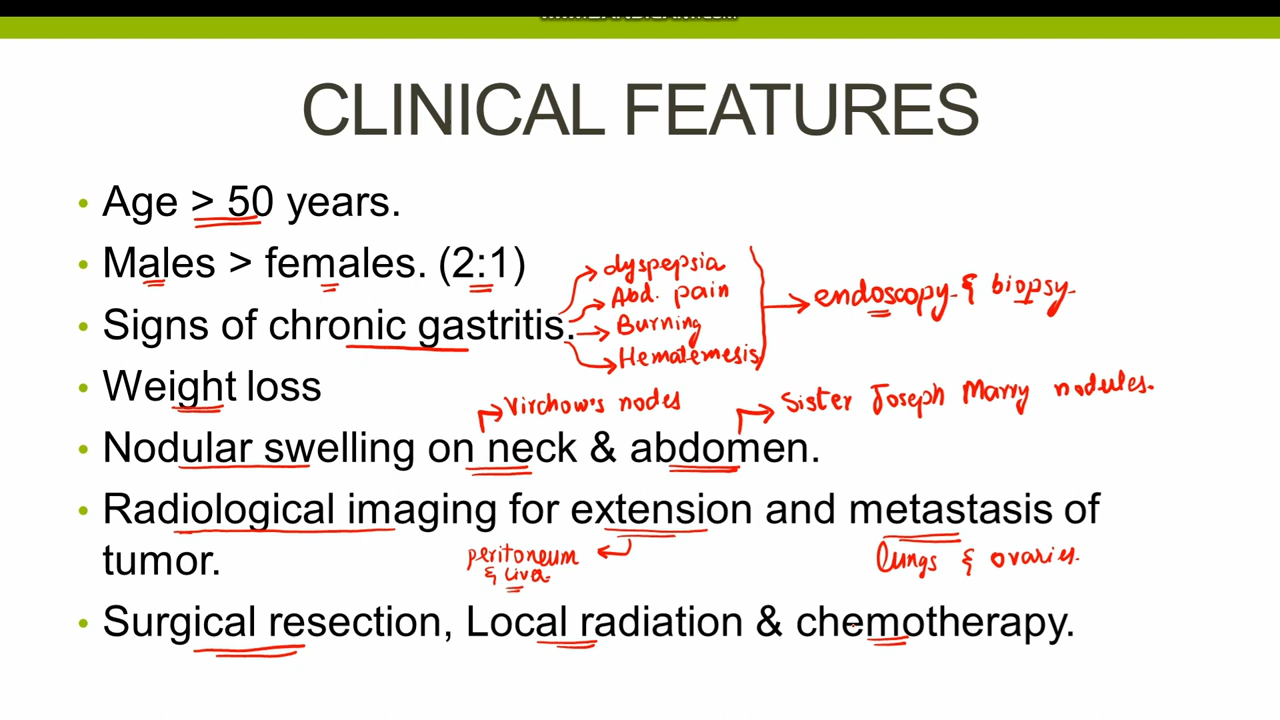 CLINICAL FEATURES
• Age > 50 years.
• Males > females. (2:1)
dyspepsia
Abd. pain
endoscopy & biopsy
• Signs of chronic gastritis.
Burning
Hematemesis
• Weight loss
Virchow's nodes
Sister Joseph Marry nodules.
• Nodular swelling on neck & abdomen.
• Radiological imaging for extension and metastasis of
tumor.
peritoneum
& liver
lungs & ovaries.
• Surgical resection, Local radiation & chemotherapy.